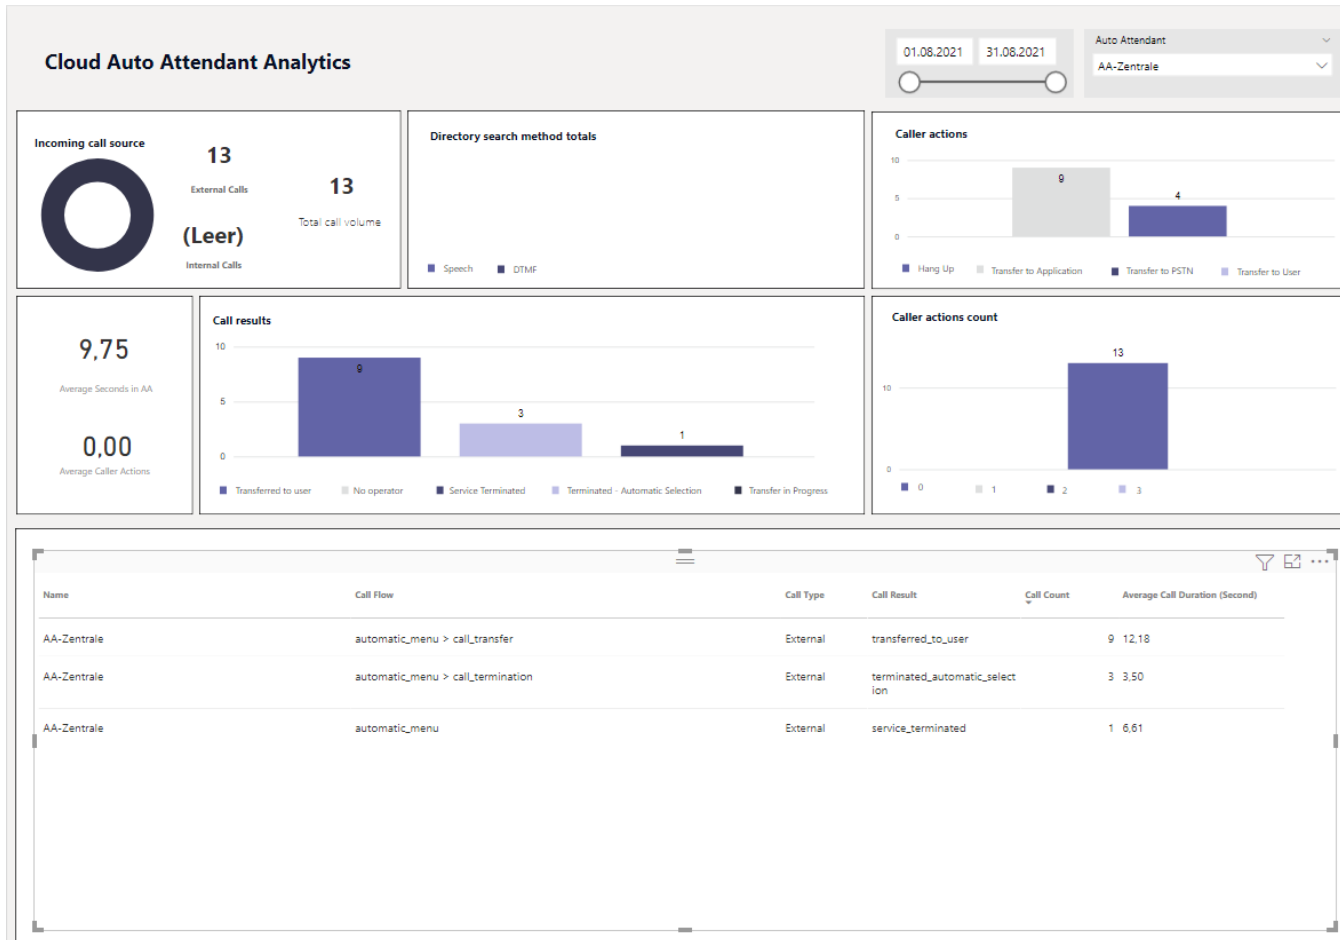 Cloud Auto Attendant Analytics
01.08.2021 31.08.2021
Auto Attendant
AA-Zentrale
Incoming call source
13
External Calls
(Leer)
Internal Calls
13
Total call volume
Directory search method totals
Speech DTMF
Caller actions
10
5
0
9
4
Hang Up Transfer to Application Transfer to PSTN Transfer to User
9,75
Average Seconds in AA
0,00
Average Caller Actions
Call results
10
5
0
9
3
1
Transferred to user No operator Service Terminated Terminated - Automatic Selection Transfer in Progress
Caller actions count
13
10
0
0 1 2 3
Name Call Flow Call Type Call Result Call Count Average Call Duration (Second)
AA-Zentrale automatic_menu > call_transfer External transferred_to_user 9 12,18
AA-Zentrale automatic_menu > call_termination External terminated_automatic_select 3 3,50
ion
AA-Zentrale automatic_menu External service_terminated 1 6,61